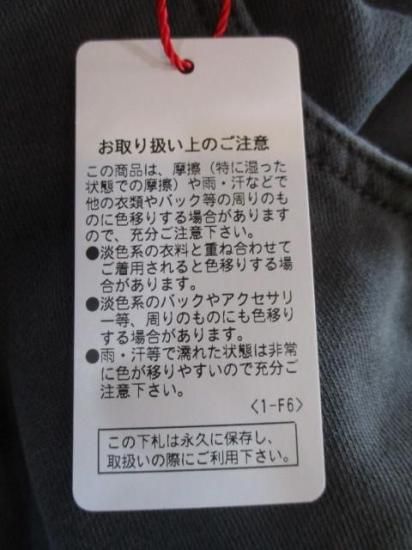 お取り扱い上のご注意
この商品は、摩擦（特に湿った
状態での摩擦）や雨・汗などで
他の衣類やバック等の周りのも
のに色移りする場合があります
ので、充分ご注意下さい。
●淡色系の衣料と重ね合わせて
ご着用されると色移りする場
合があります。
●淡色系のバックやアクセサリ
ー等、周りのものにも色移り
する場合があります。
●雨・汗等で濡れた状態は非常
に色が移りやすいので充分ご
注意下さい。
〈1-F6〉
この下札は永久に保存し、
取扱いの際にご利用下さい。